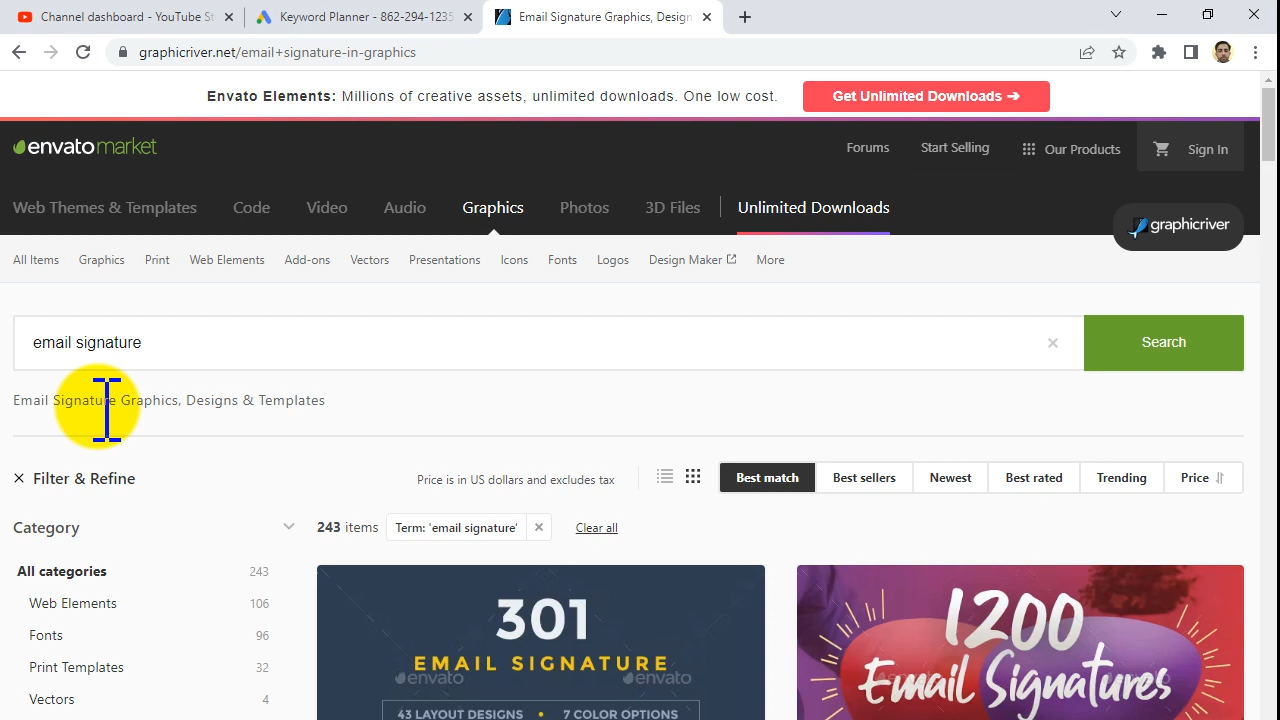 Channel dashboard - YouTube St
Keyword Planner - 862-294-1235
Email Signature Graphics, Design
graphicriver.net/email+signature-in-graphics
Envato Elements: Millions of creative assets, unlimited downloads. One low cost.
Get Unlimited Downloads ➔
envatomarket
Forums
Start Selling
Our Products
Sign In
Web Themes & Templates
Code
Video
Audio
Graphics
Photos
3D Files
Unlimited Downloads
graphicriver
All Items
Graphics
Print
Web Elements
Add-ons
Vectors
Presentations
Icons
Fonts
Logos
Design Maker
More
email signature
Search
Email Signature Graphics, Designs & Templates
Filter & Refine
Price is in US dollars and excludes tax
Best match
Best sellers
Newest
Best rated
Trending
Price
Category
243 items
Term: 'email signature'
Clear all
All categories 243
Web Elements 106
Fonts 96
Print Templates 32
Vectors 4
301
EMAIL SIGNATURE
envato
envato
43 LAYOUT DESIGNS • 7 COLOR OPTIONS
1200
Email Signatures